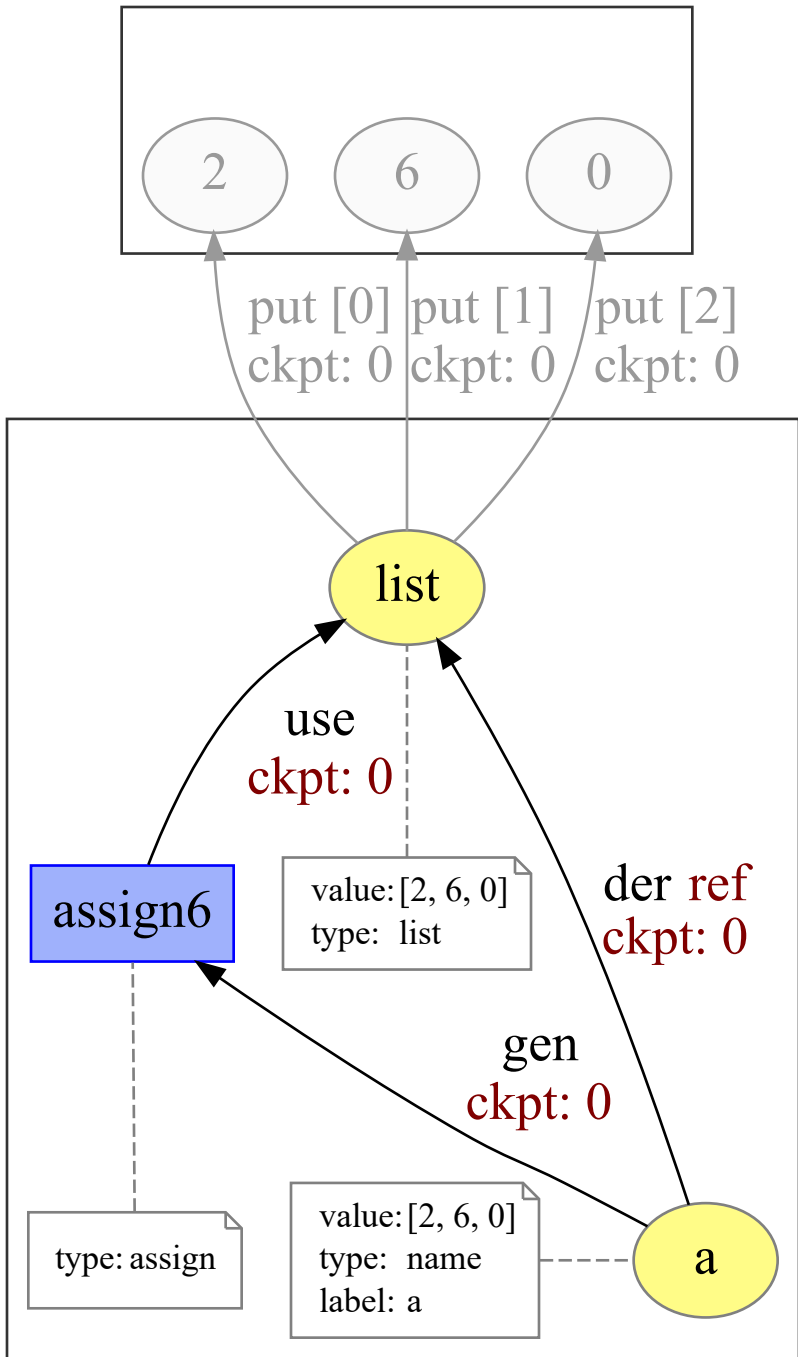 2 6 0
put [0] put [1] put [2]
ckpt: 0 ckpt: 0 ckpt: 0
list
use
ckpt: 0
assign6
value: [2, 6, 0]
type: list
der ref
ckpt: 0
gen
ckpt: 0
type: assign
value: [2, 6, 0]
type: name
label: a
a